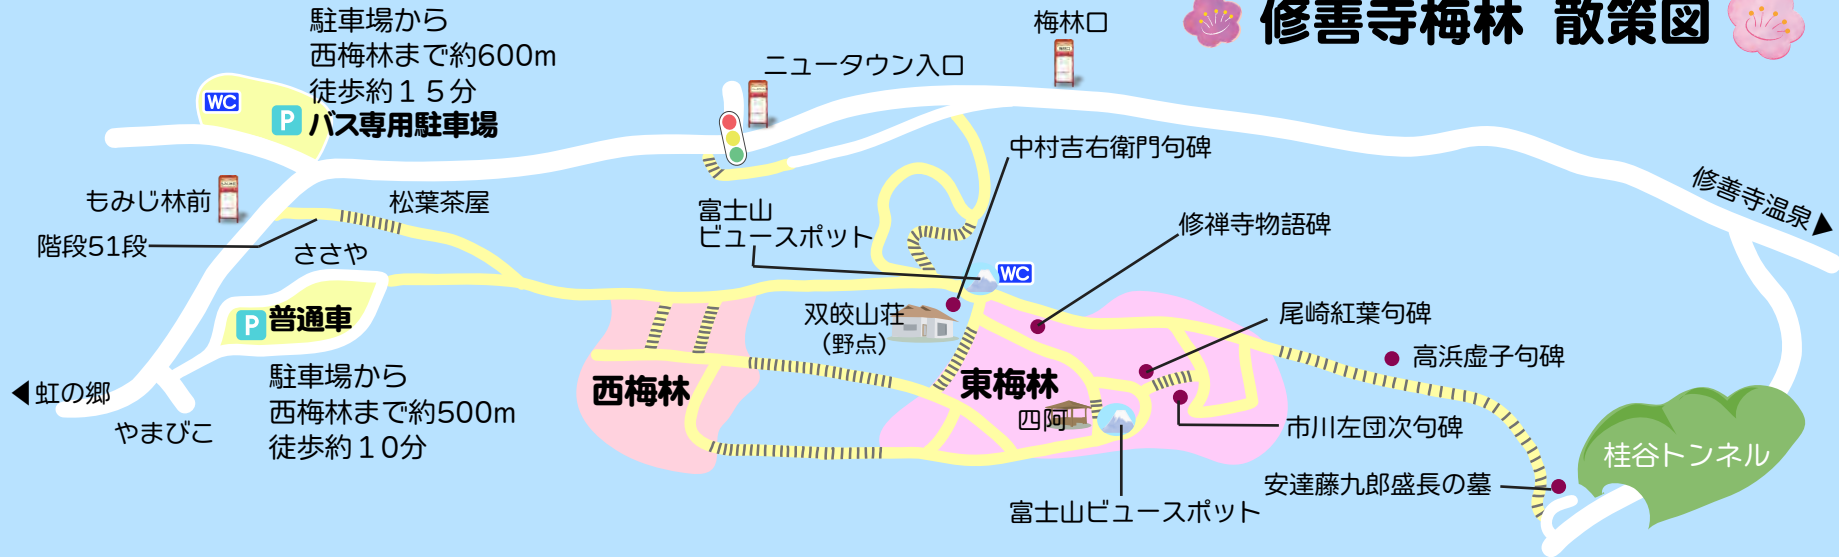 修善寺梅林 散策図
駐車場から
西梅林まで約600m
徒歩約１５分
バス専用駐車場
WC
P
梅林口
ニュータウン入口
中村吉右衛門句碑
もみじ林前
松葉茶屋
階段51段
ささや
富士山
ビュースポット
WC
修禅寺物語碑
修善寺温泉▶
P
普通車
双皎山荘
（野点）
尾崎紅葉句碑
高浜虚子句碑
◀虹の郷
やまびこ
駐車場から
西梅林まで約500m
徒歩約１０分
西梅林
東梅林
四阿
市川左団次句碑
桂谷トンネル
安達藤九郎盛長の墓
富士山ビュースポット